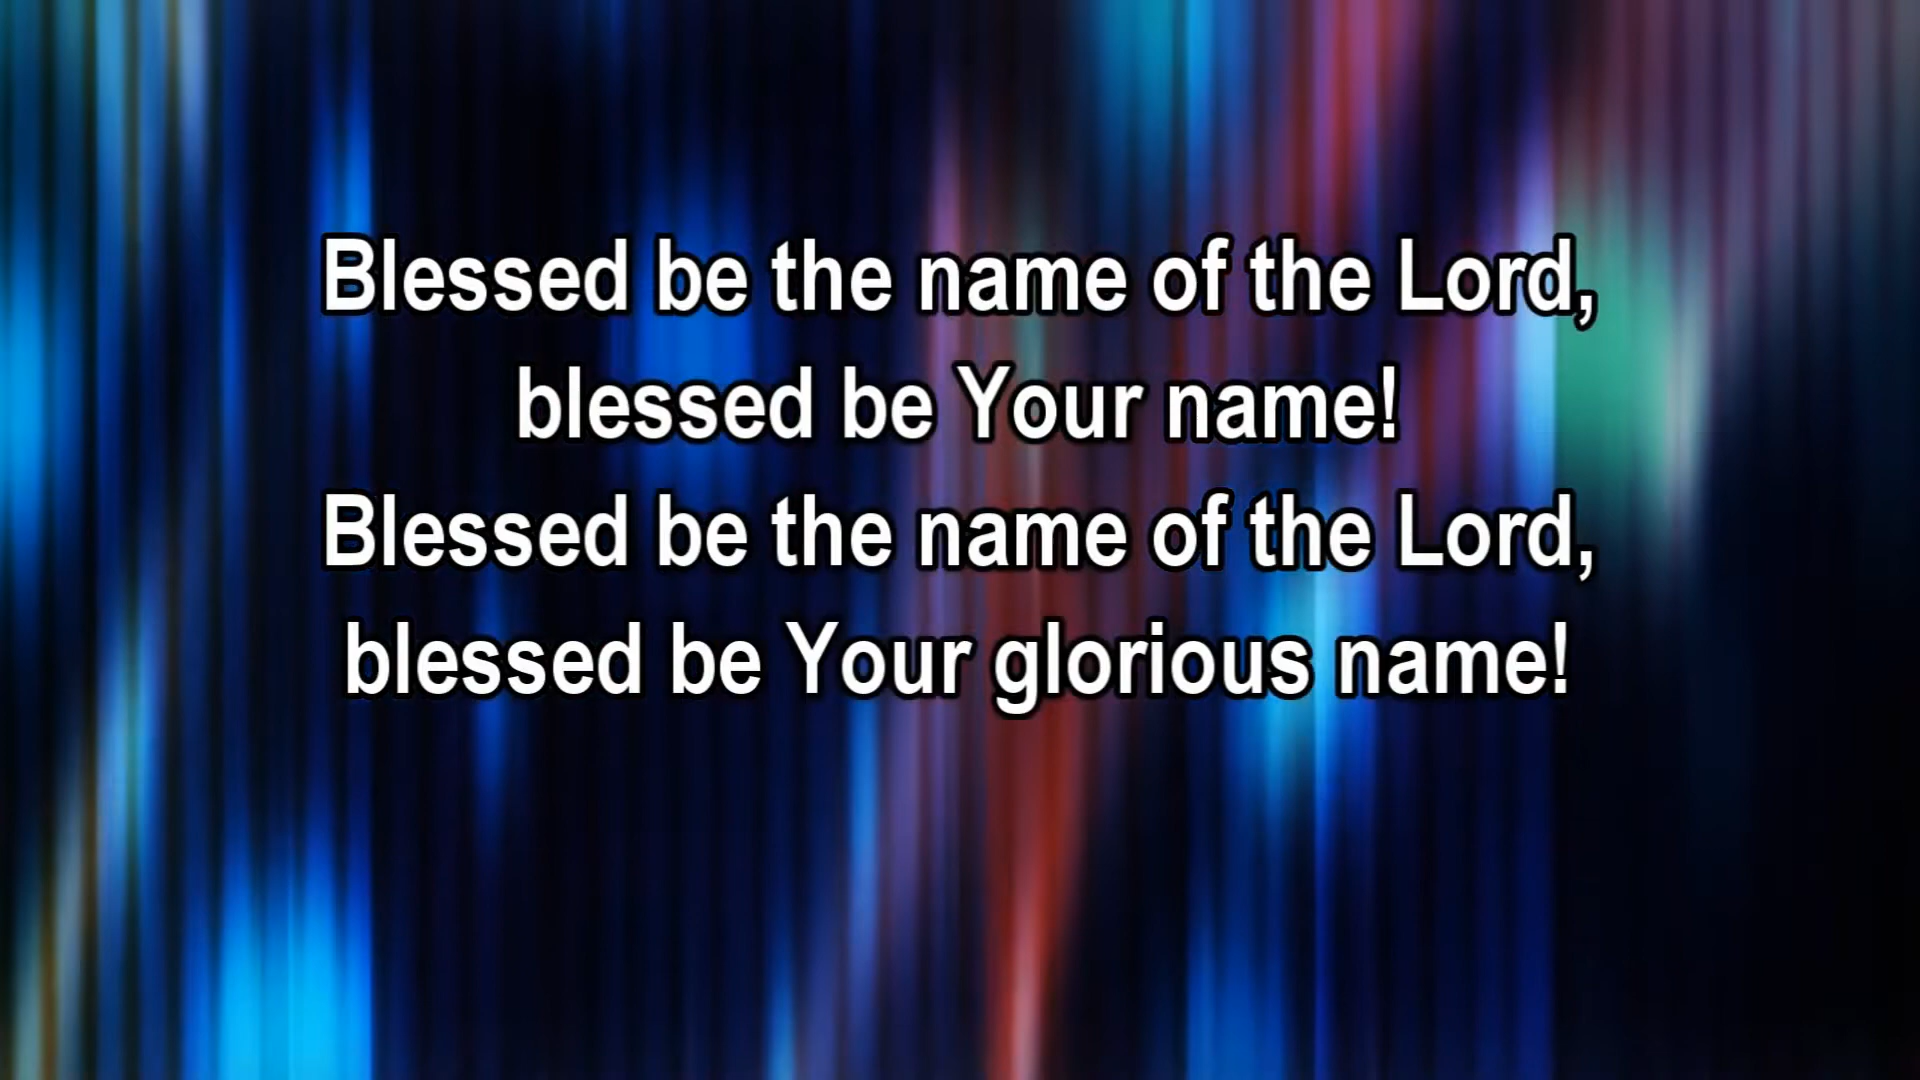 Blessed be the name of the Lord,
blessed be Your name!
Blessed be the name of the Lord,
blessed be Your glorious name!